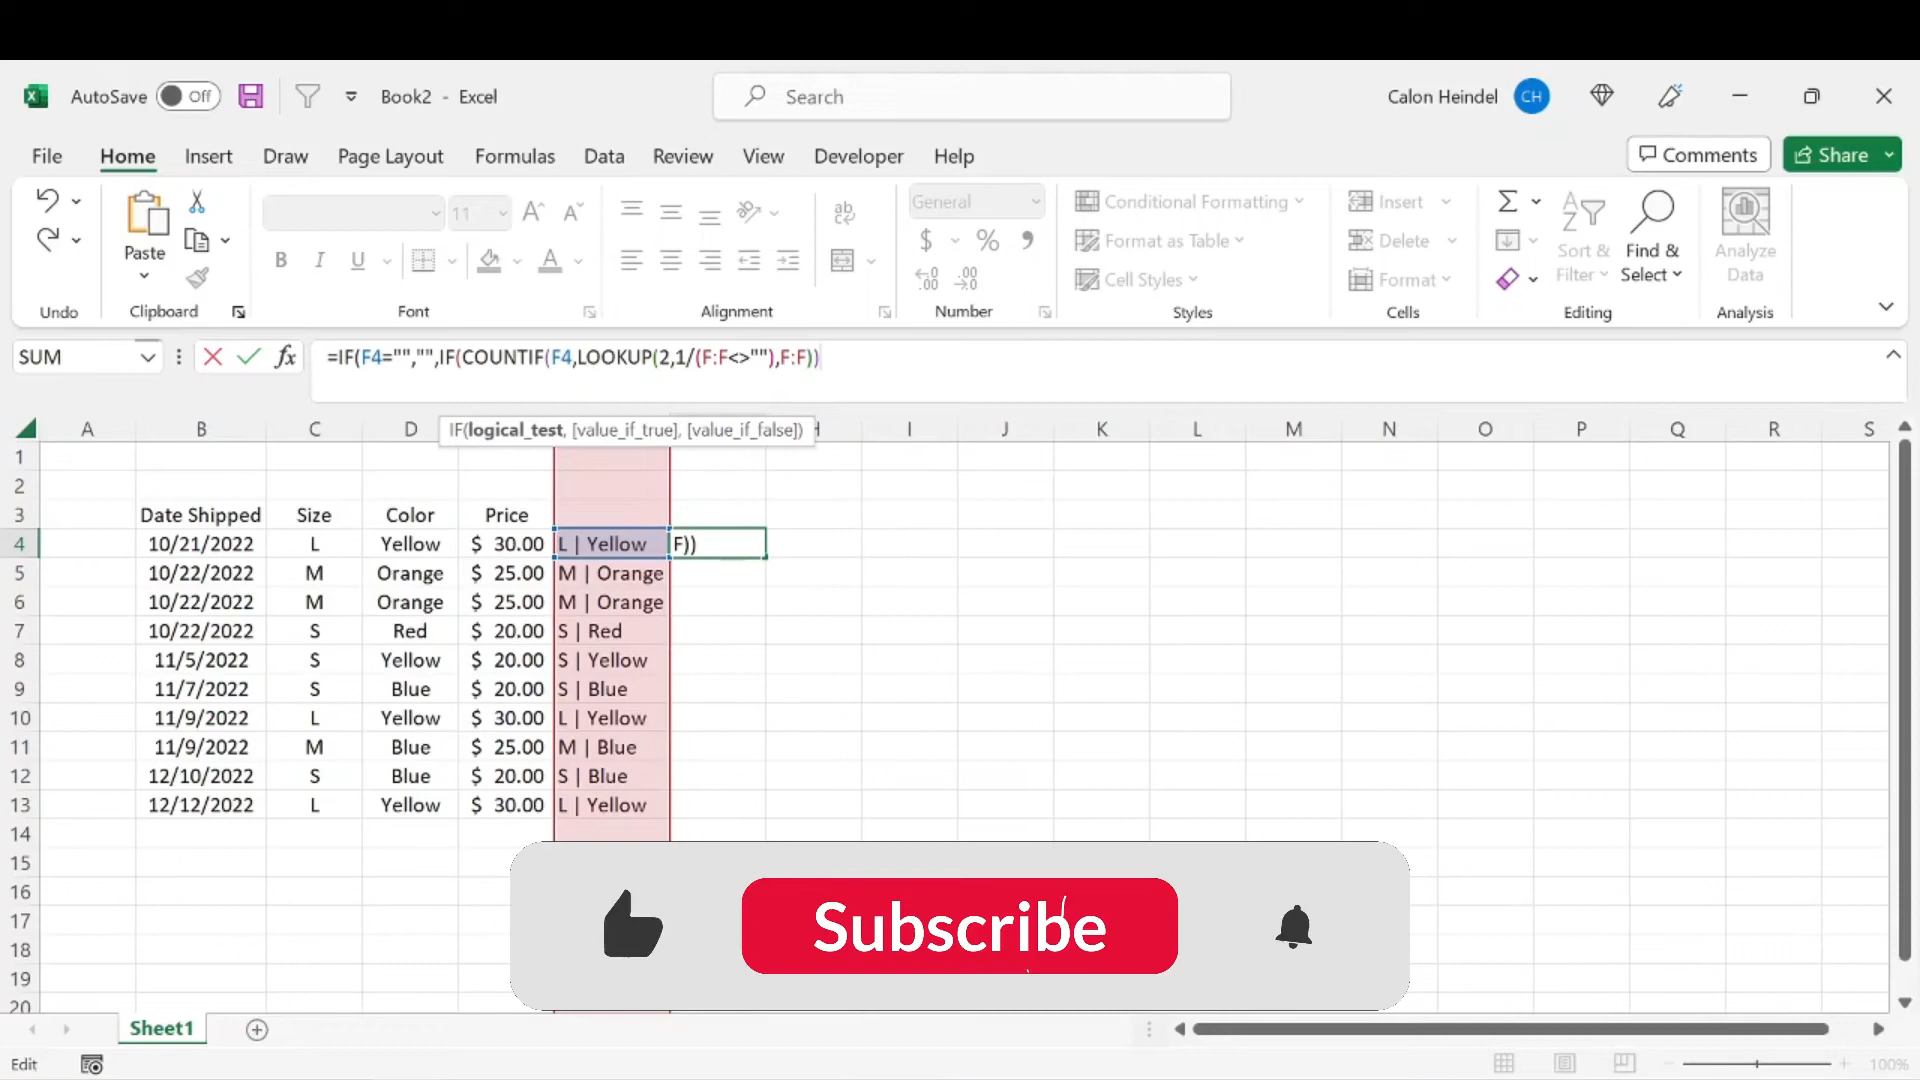 AutoSave Off Book2 - Excel Search Calon Heindel CH
File Home Insert Draw Page Layout Formulas Data Review View Developer Help Comments Share
Paste 11 A A ab General $ % 9 Conditional Formatting Insert Σ A Z
B I U A Format as Table Delete Sort & Filter Find & Select Analyze Data
Cell Styles Format
Undo Clipboard Font Alignment Number Styles Cells Editing Analysis
SUM fx =IF(F4="","",IF(COUNTIF(F4,LOOKUP(2,1/(F:F<>""),F:F))
IF(logical_test, [value_if_true], [value_if_false])
A B C D H I J K L M N O P Q R S
1
2
3 Date Shipped Size Color Price
4 10/21/2022 L Yellow $ 30.00 L | Yellow F))
5 10/22/2022 M Orange $ 25.00 M | Orange
6 10/22/2022 M Orange $ 25.00 M | Orange
7 10/22/2022 S Red $ 20.00 S | Red
8 11/5/2022 S Yellow $ 20.00 S | Yellow
9 11/7/2022 S Blue $ 20.00 S | Blue
10 11/9/2022 L Yellow $ 30.00 L | Yellow
11 11/9/2022 M Blue $ 25.00 M | Blue
12 12/10/2022 S Blue $ 20.00 S | Blue
13 12/12/2022 L Yellow $ 30.00 L | Yellow
14
15
16
17
18
19
20
Subscribe
Sheet1
Edit 100%